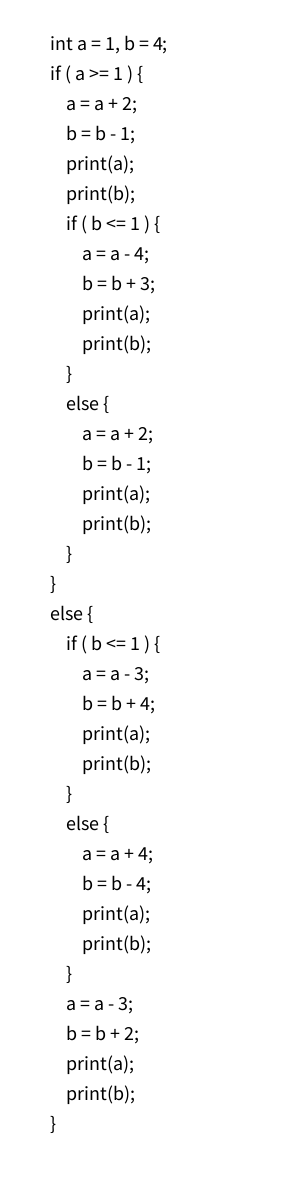 int a = 1, b = 4;
if ( a >= 1 ) {
a = a + 2;
b = b - 1;
print(a);
print(b);
if ( b <= 1 ) {
a = a - 4;
b = b + 3;
print(a);
print(b);
}
else {
a = a + 2;
b = b - 1;
print(a);
print(b);
}
}
else {
if ( b <= 1 ) {
a = a - 3;
b = b + 4;
print(a);
print(b);
}
else {
a = a + 4;
b = b - 4;
print(a);
print(b);
}
a = a - 3;
b = b + 2;
print(a);
print(b);
}